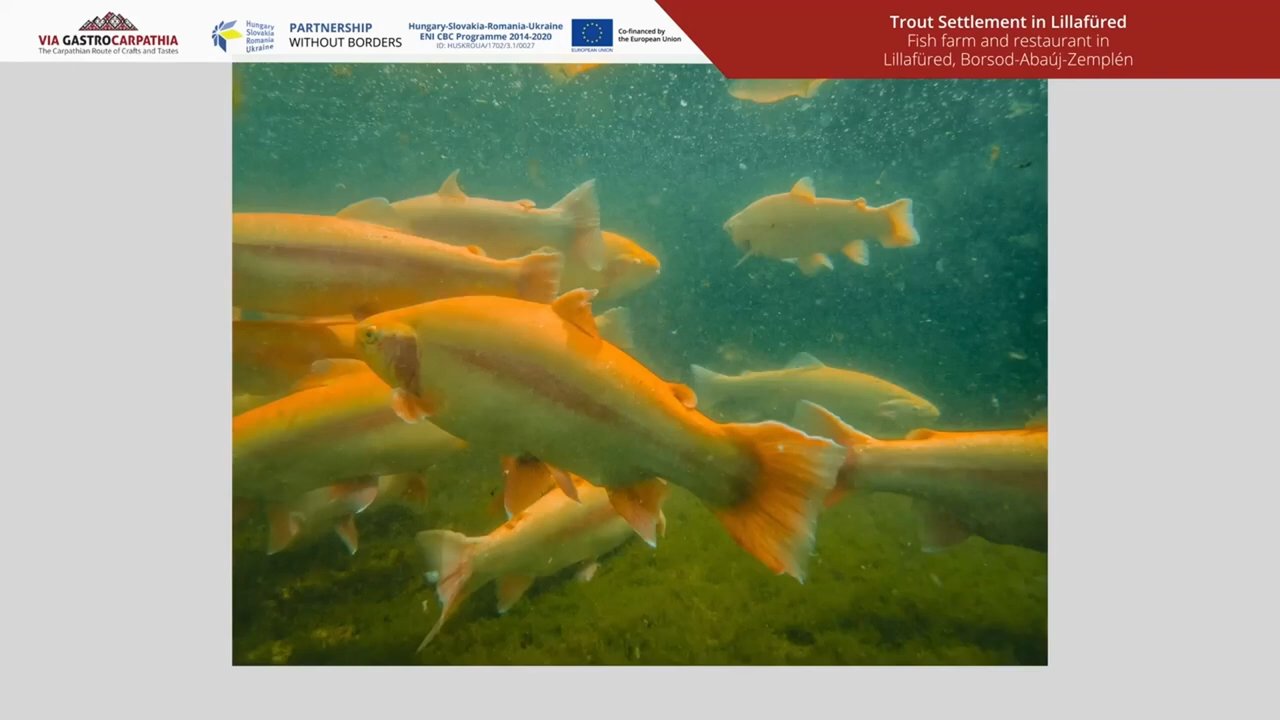 VIA GASTROCARPATHIA
The Carpathian Route of Crafts and Tastes
Hungary
Slovakia
Romania
Ukraine
PARTNERSHIP
WITHOUT BORDERS
Hungary-Slovakia-Romania-Ukraine
ENI CBC Programme 2014-2020
ID: HUSKROUA/1702/3.1/0027
EUROPEAN UNION
Co-financed by
the European Union
Trout Settlement in Lillafüred
Fish farm and restaurant in
Lillafüred, Borsod-Abaúj-Zemplén